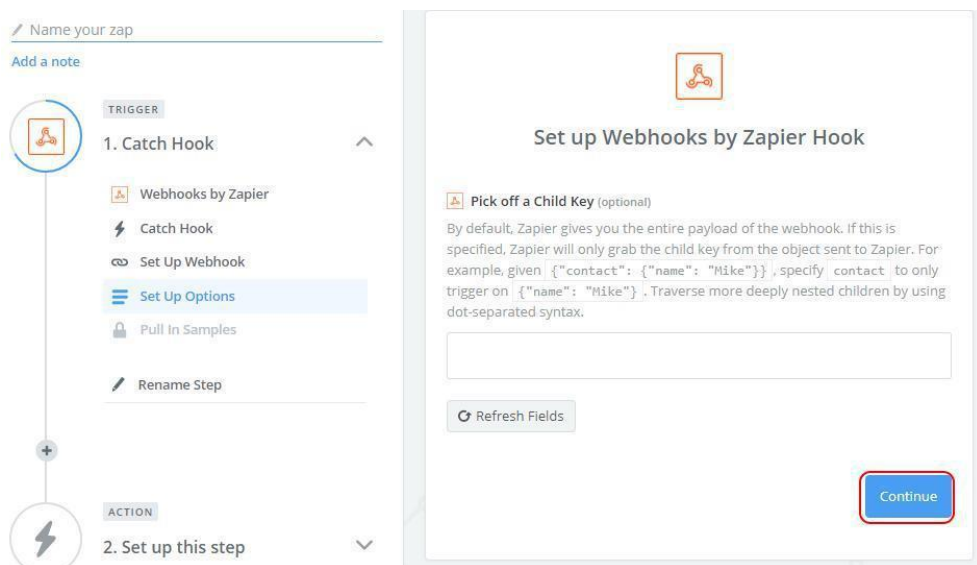 Name your zap
Add a note
TRIGGER
1. Catch Hook
Webhooks by Zapier
Catch Hook
Set Up Webhook
Set Up Options
Pull In Samples
Rename Step
+
ACTION
2. Set up this step
Set up Webhooks by Zapier Hook
Pick off a Child Key (optional)
By default, Zapier gives you the entire payload of the webhook. If this is
specified, Zapier will only grab the child key from the object sent to Zapier. For
example, given {"contact": {"name": "Mike"}} , specify contact to only
trigger on {"name": "Mike"} . Traverse more deeply nested children by using
dot-separated syntax.
Refresh Fields
Continue